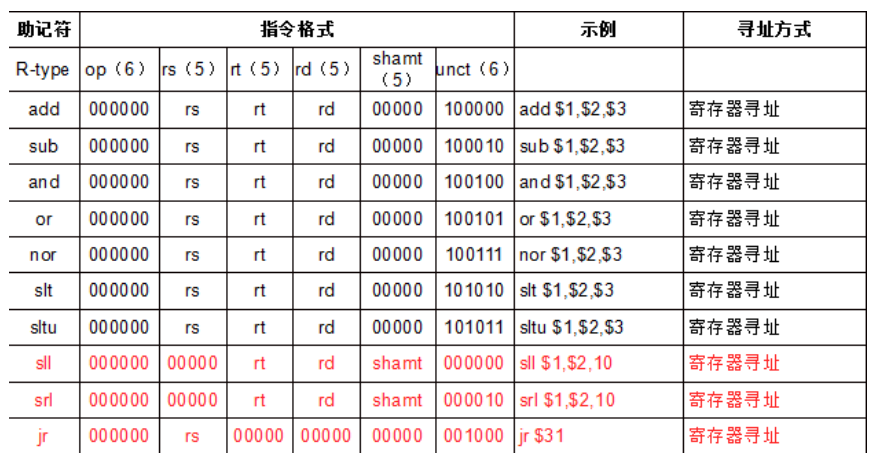 助记符 指令格式 示例 寻址方式
R-type op（6） rs（5） rt（5） rd（5） shamt（5） unct（6）
add 000000 rs rt rd 00000 100000 add $1,$2,$3 寄存器寻址
sub 000000 rs rt rd 00000 100010 sub $1,$2,$3 寄存器寻址
and 000000 rs rt rd 00000 100100 and $1,$2,$3 寄存器寻址
or 000000 rs rt rd 00000 100101 or $1,$2,$3 寄存器寻址
nor 000000 rs rt rd 00000 100111 nor $1,$2,$3 寄存器寻址
slt 000000 rs rt rd 00000 101010 slt $1,$2,$3 寄存器寻址
sltu 000000 rs rt rd 00000 101011 sltu $1,$2,$3 寄存器寻址
sll 000000 00000 rt rd shamt 000000 sll $1,$2,10 寄存器寻址
srl 000000 00000 rt rd shamt 000010 srl $1,$2,10 寄存器寻址
jr 000000 rs 00000 00000 00000 001000 jr $31 寄存器寻址